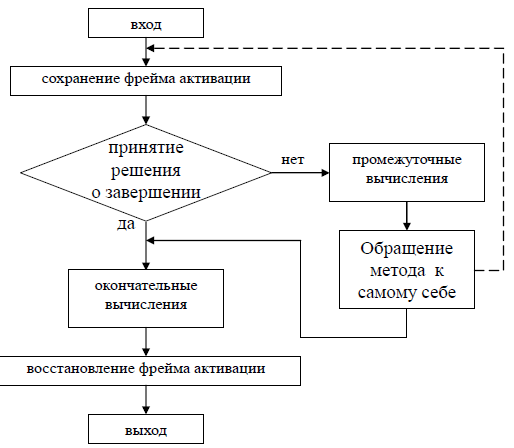 вход
сохранение фрейма активации
принятие
решения
о завершении
нет
промежуточные
вычисления
да
Обращение
метода к
самому себе
окончательные
вычисления
восстановление фрейма активации
выход